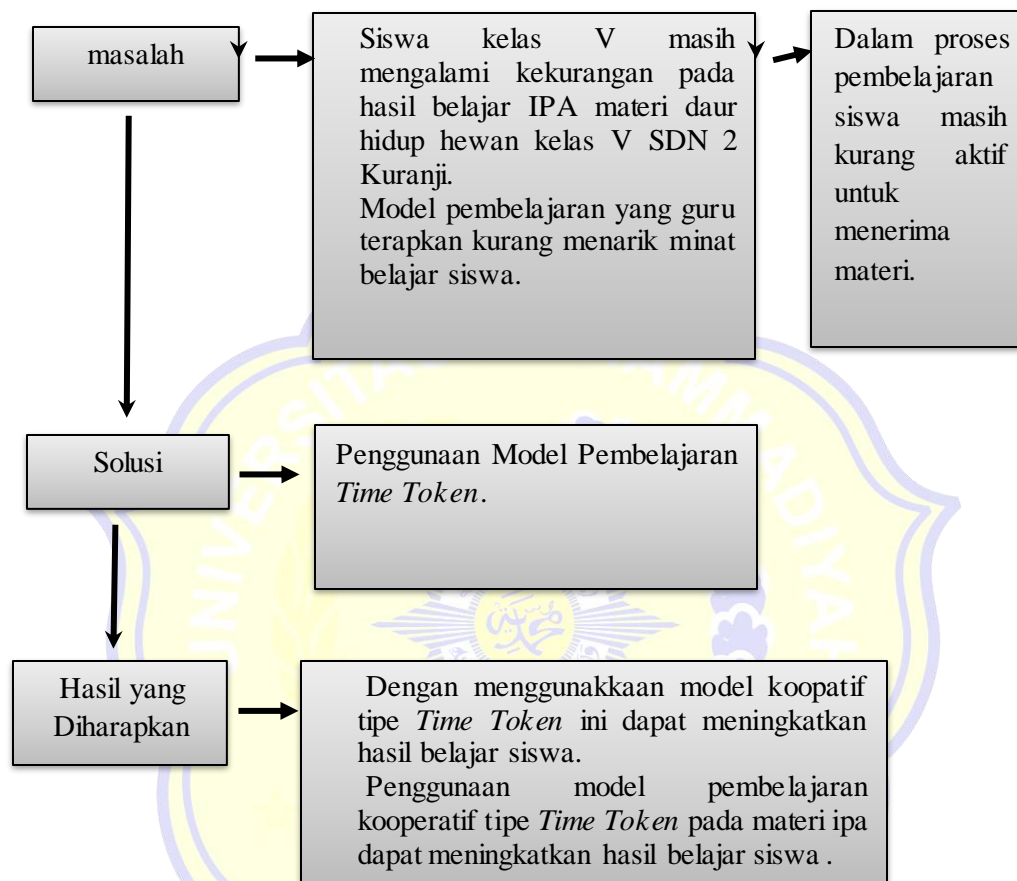 masalah
Siswa kelas V masih
mengalami kekurangan pada
hasil belajar IPA materi daur
hidup hewan kelas V SDN 2
Kuranji.
Model pembelajaran yang guru
terapkan kurang menarik minat
belajar siswa.
Dalam proses
pembelajaran
siswa masih
kurang aktif
untuk
menerima
materi.
Solusi
Penggunaan Model Pembelajaran
Time Token.
Hasil yang
Diharapkan
Dengan menggunakkaan model koopatif
tipe Time Token ini dapat meningkatkan
hasil belajar siswa.
Penggunaan model pembelajaran
kooperatif tipe Time Token pada materi ipa
dapat meningkatkan hasil belajar siswa .